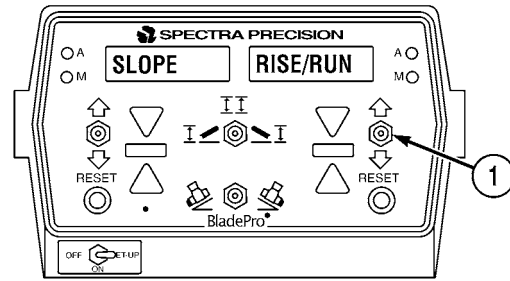 SPECTRA PRECISION
A A
SLOPE RISE/RUN
M M
1
RESET RESET
BladePro
OFF SET-UP
ON